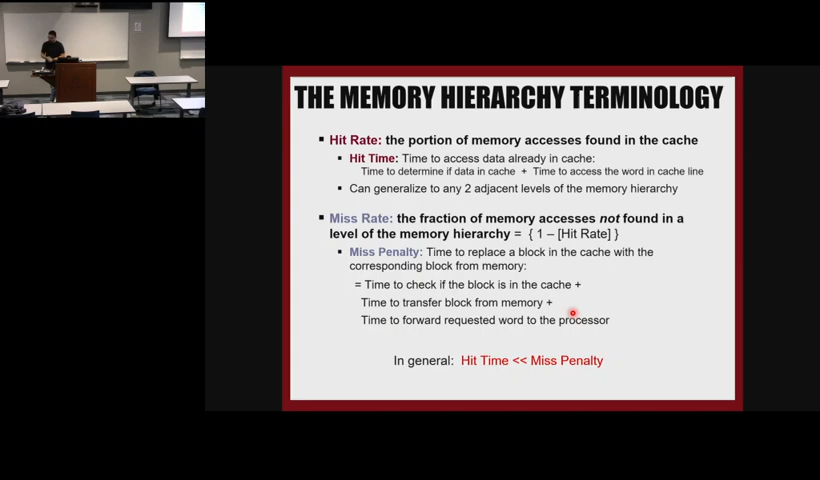 THE MEMORY HIERARCHY TERMINOLOGY
▪ Hit Rate: the portion of memory accesses found in the cache
▪ Hit Time: Time to access data already in cache:
Time to determine if data in cache + Time to access the word in cache line
▪ Can generalize to any 2 adjacent levels of the memory hierarchy
▪ Miss Rate: the fraction of memory accesses not found in a
level of the memory hierarchy = { 1 – [Hit Rate] }
▪ Miss Penalty: Time to replace a block in the cache with the
corresponding block from memory:
= Time to check if the block is in the cache +
Time to transfer block from memory +
Time to forward requested word to the processor
In general: Hit Time << Miss Penalty